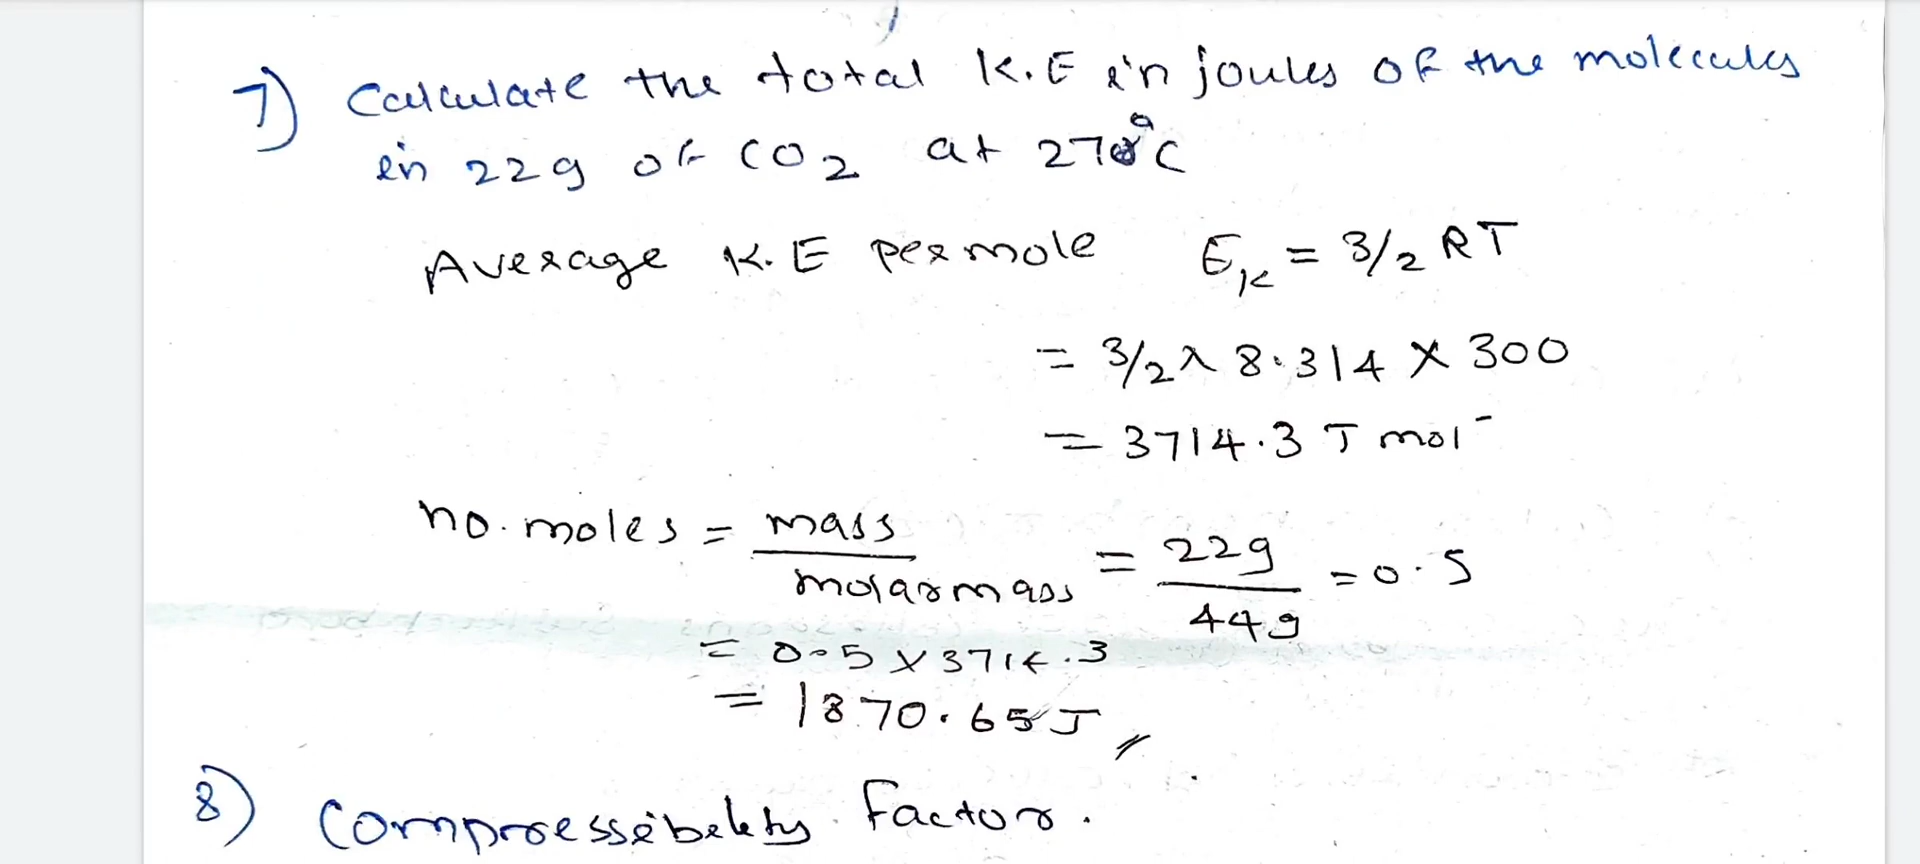 7) Calculate the total K.E in joules of the molecules
in 22g of CO2 at 27°C
Average K.E per mole Ek = 3/2 RT
= 3/2 x 8.314 x 300
= 3714.3 J mol-
no. moles = mass / molar mass = 22g / 44g = 0.5
= 0.5 x 3714.3
= 1870.65 J
8) Compressebelety Factor.